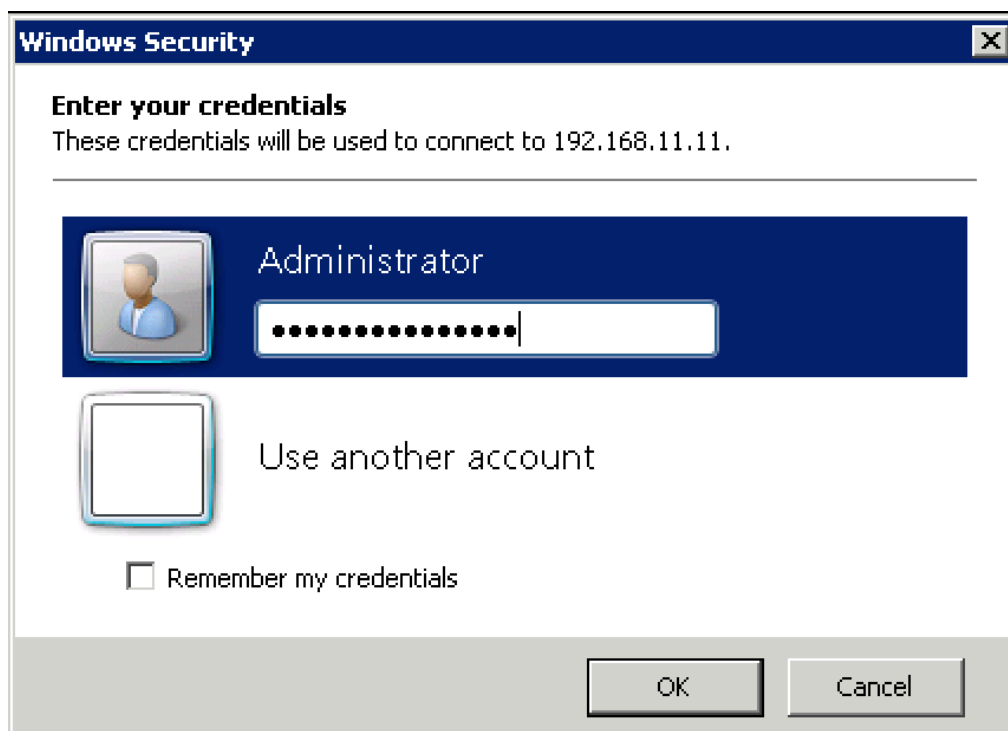 Windows Security
Enter your credentials
These credentials will be used to connect to 192.168.11.11.
Administrator
●●●●●●●●●●●●●●●
Use another account
Remember my credentials
OK
Cancel